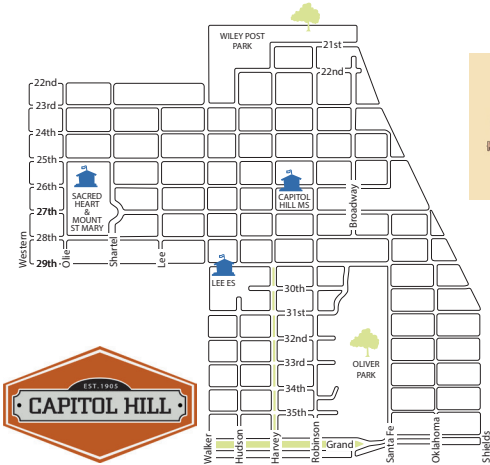 WILEY POST
PARK
21st
22nd
22nd
23rd
24th
25th
26th
27th
28th
29th
SACRED
HEART
&
MOUNT
ST MARY
CAPITOL
HILL MS
Broadway
Western
Olie
Shartel
Lee
LEE ES
30th
31st
32nd
33rd
34th
35th
OLIVER
PARK
EST. 1905
• CAPITOL HILL •
Walker
Hudson
Harvey
Robinson
Grand
Santa Fe
Oklahoma
Shields